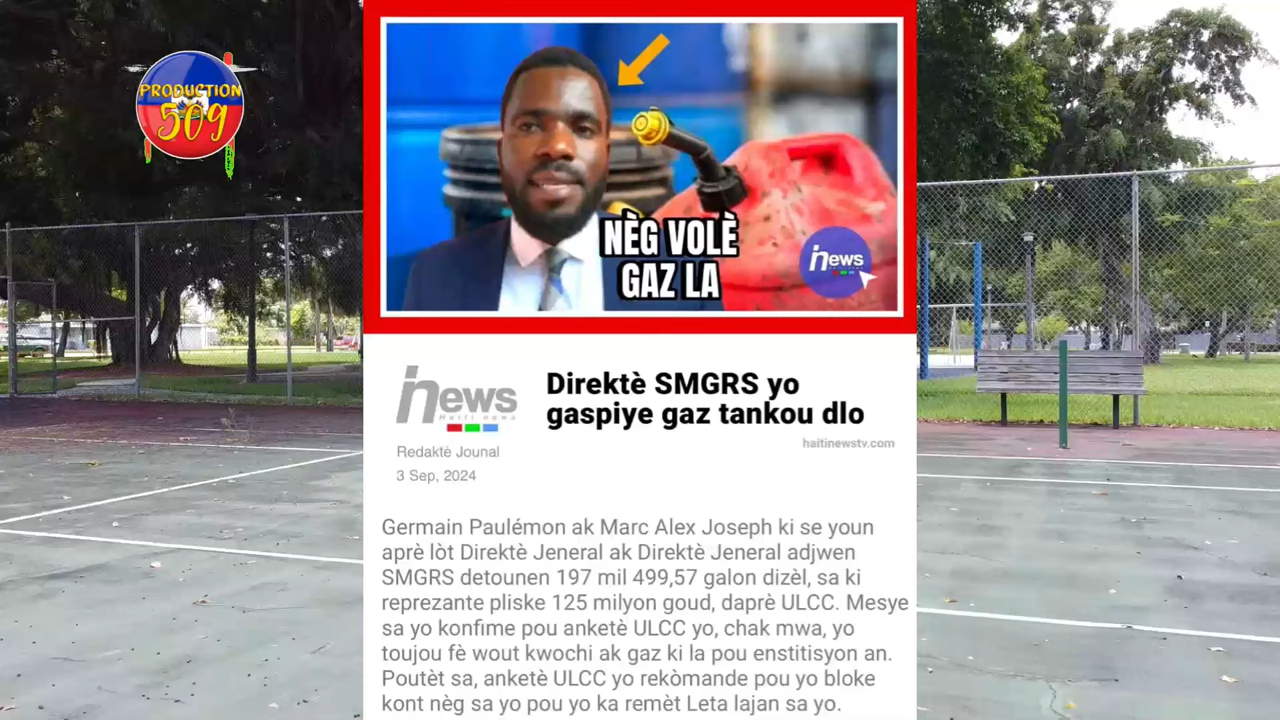 PRODUCTION
509
NÈG VOLÈ
GAZ LA
inews
inews
Haiti news
Direktè SMGRS yo
gaspiye gaz tankou dlo
haitinewstv.com
Redaktè Jounal
3 Sep, 2024
Germain Paulémon ak Marc Alex Joseph ki se youn
aprè lòt Direktè Jeneral ak Direktè Jeneral adjwen
SMGRS detounen 197 mil 499,57 galon dizèl, sa ki
reprezante pliske 125 milyon goud, daprè ULCC. Mesye
sa yo konfime pou anketè ULCC yo, chak mwa, yo
toujou fè wout kwochi ak gaz ki la pou enstitisyon an.
Poutèt sa, anketè ULCC yo rekòmande pou yo bloke
kont nèg sa yo pou yo ka remèt Leta lajan sa yo.